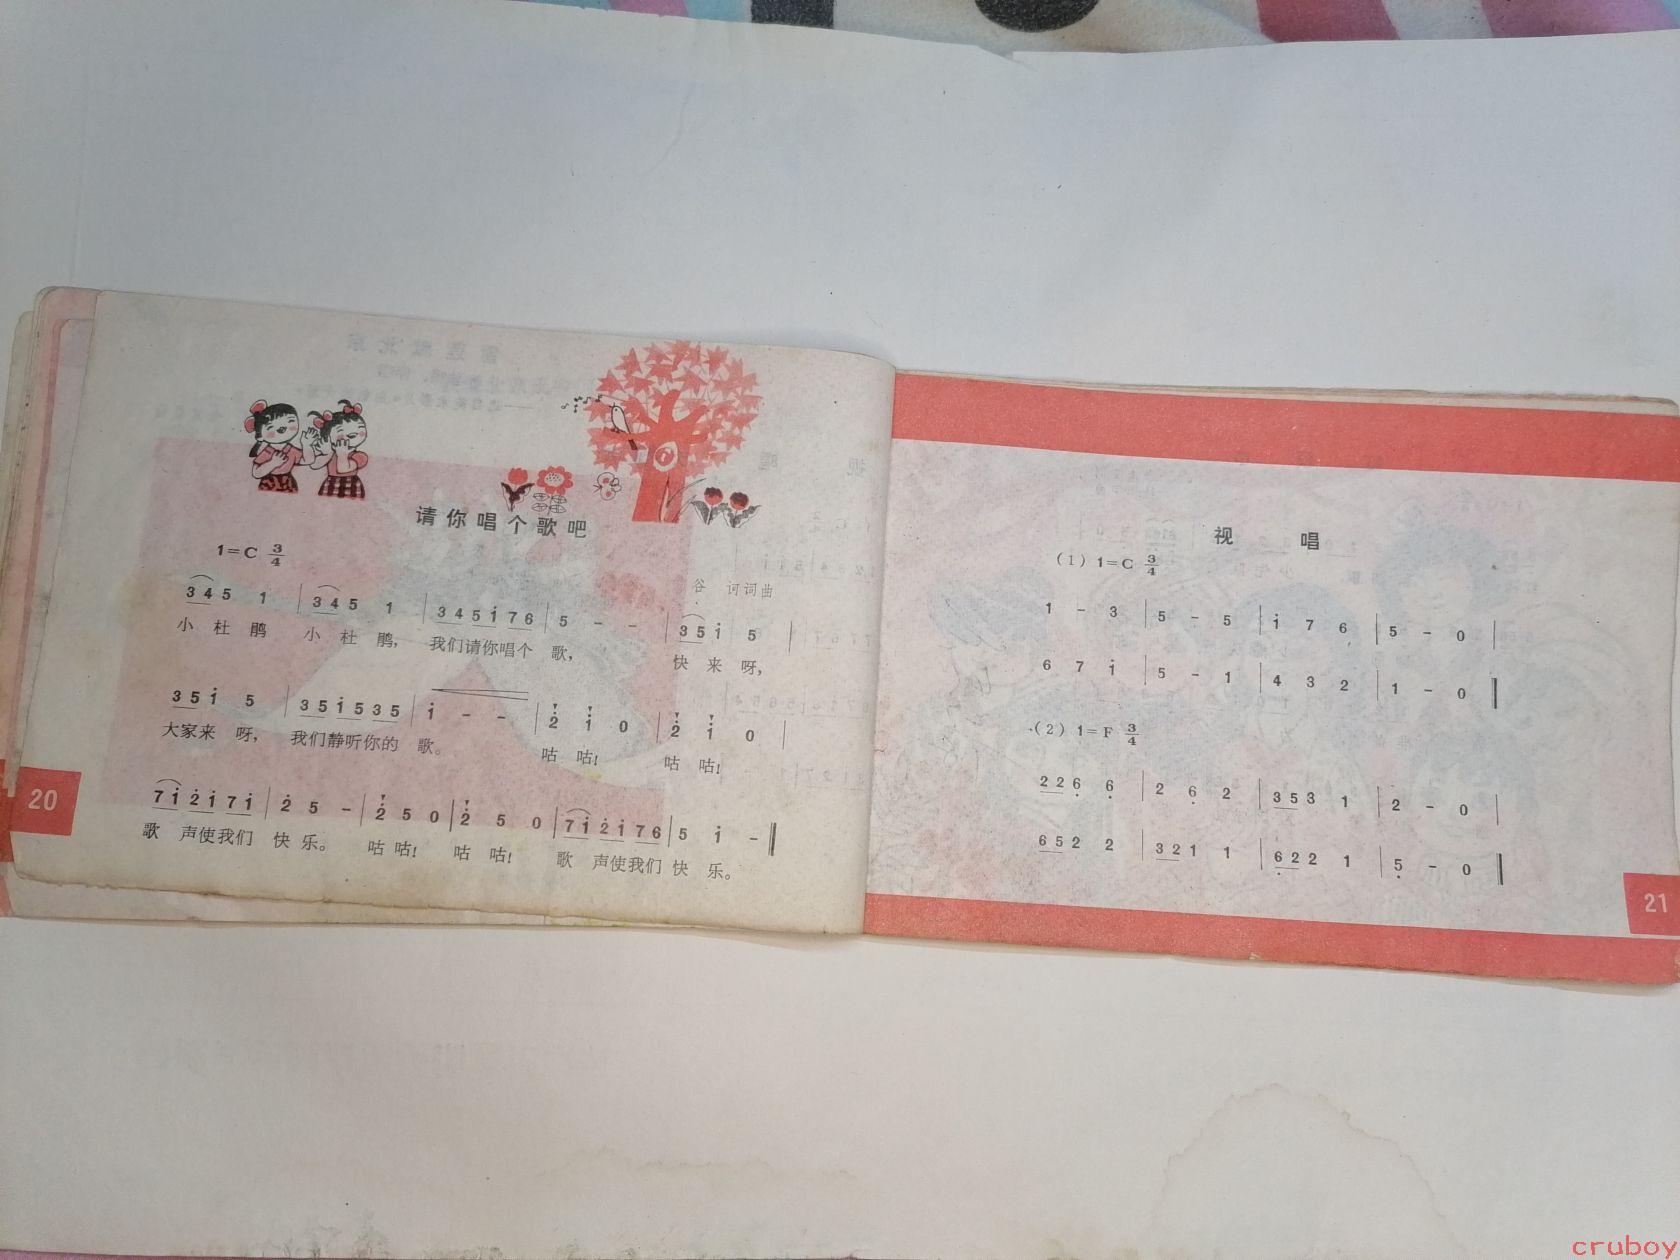 请你唱个歌吧
1=C 3/4
谷 诃词曲
3 4 5 1 | 3 4 5 1 | 3 4 5 i 7 6 | 5 - - | 3 5 i 5 |
小 杜 鹃 小 杜 鹃, 我们请你唱个 歌, 快 来 呀,
3 5 i 5 | 3 5 i 5 3 5 | i - - | 2̇ i 0 | 2̇ i 0 |
大家来 呀, 我们静听你的 歌。 咕 咕! 咕 咕!
7 i 2̇ i 7 i | 2̇ 5 - | 2̇ 5 0 | 2̇ 5 0 | 7 i 2̇ i 7 6 | 5 i - ‖
歌 声使我们 快 乐。 咕 咕! 咕 咕! 歌 声使我们 快 乐。
20
视 唱
(1) 1=C 3/4
1 - 3 | 5 - 5 | i 7 6 | 5 - 0 |
6 7 i | 5 - 1 | 4 3 2 | 1 - 0 ‖
(2) 1=F 3/4
2 2 6̣ 6̣ | 2 6̣ 2 | 3 5 3 1 | 2 - 0 |
6 5 2 2 | 3 2 1 1 | 6̣ 2 2 1 | 5̣ - 0 ‖
21
cruboy